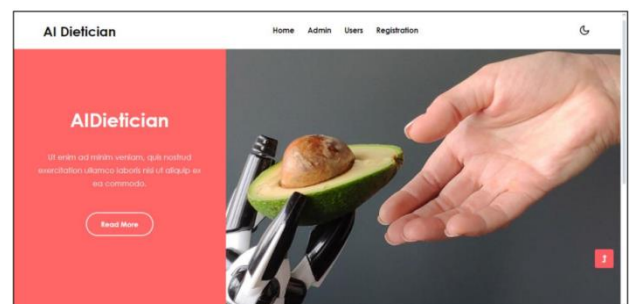 AI Dietician
Home Admin Users Registration
AIDietician
Ut enim ad minim veniam, quis nostrud
exercitation ullamco laboris nisi ut aliquip ex
ea commodo.
Read More